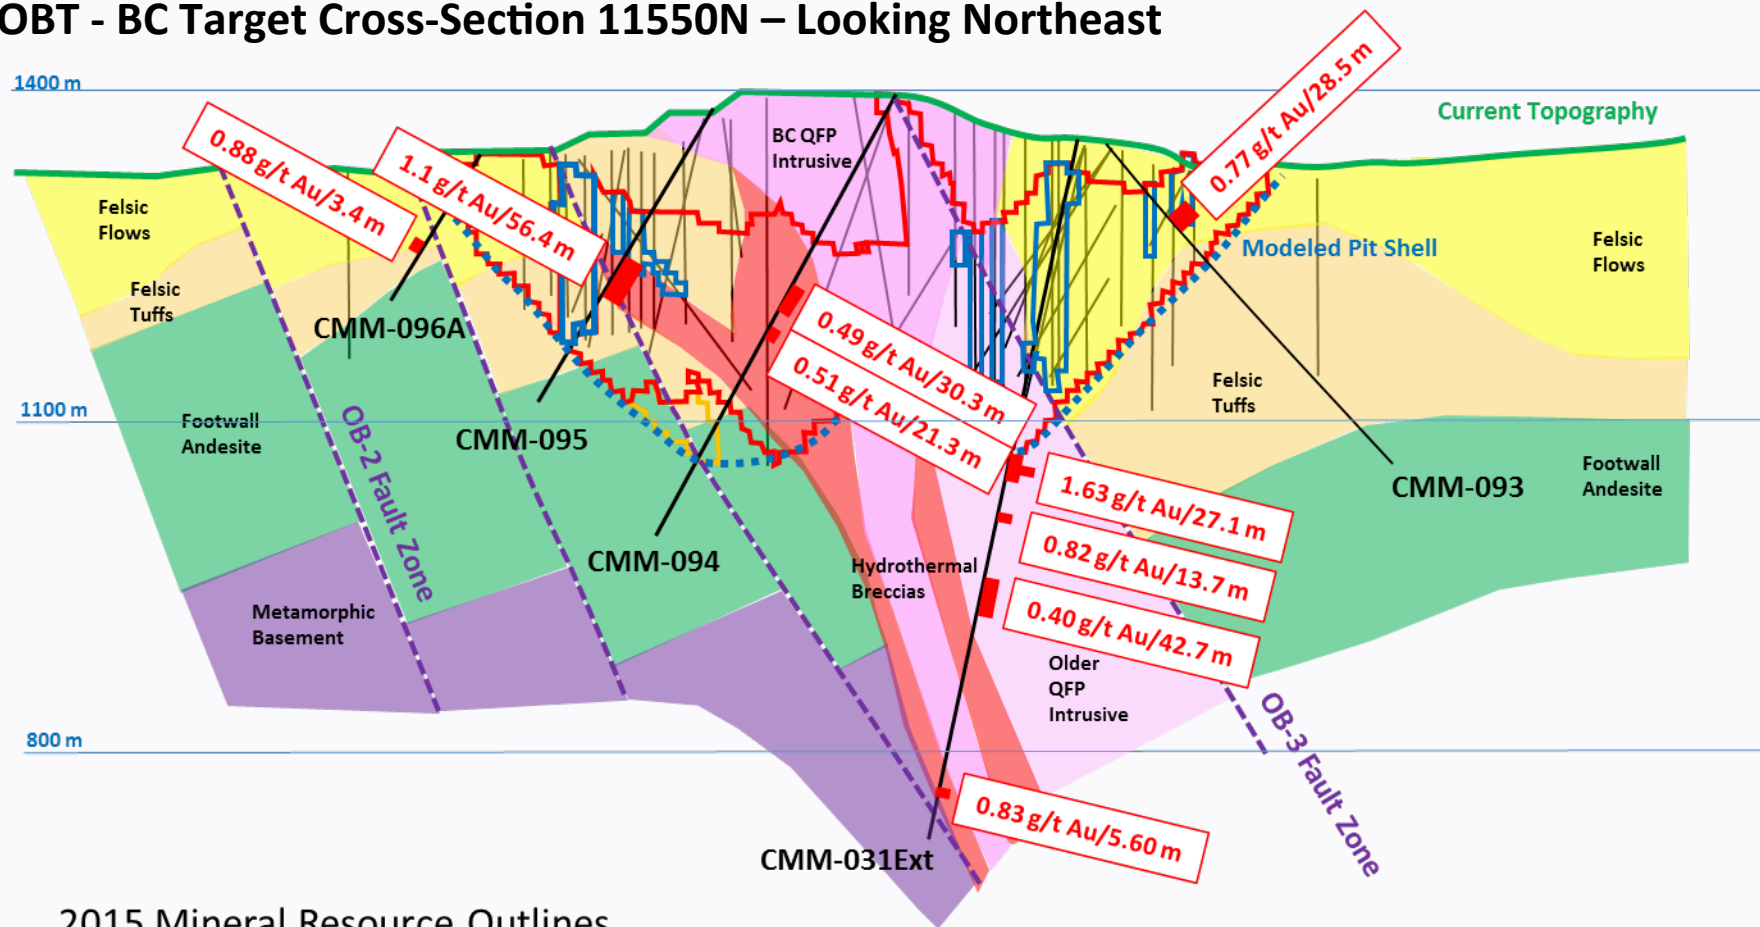 OBT - BC Target Cross-Section 11550N – Looking Northeast
1400 m
Current Topography
0.88 g/t Au/3.4 m
1.1 g/t Au/56.4 m
BC QFP
Intrusive
0.77 g/t Au/28.5 m
Felsic
Flows
Modeled Pit Shell
Felsic
Flows
Felsic
Tuffs
CMM-096A
0.49 g/t Au/30.3 m
0.51 g/t Au/21.3 m
Felsic
Tuffs
1100 m
Footwall
Andesite
OB-2 Fault Zone
CMM-095
CMM-093
Footwall
Andesite
1.63 g/t Au/27.1 m
0.82 g/t Au/13.7 m
0.40 g/t Au/42.7 m
CMM-094
Hydrothermal
Breccias
Metamorphic
Basement
Older
QFP
Intrusive
OB-3 Fault Zone
800 m
0.83 g/t Au/5.60 m
CMM-031Ext
2015 Mineral Resource Outlines